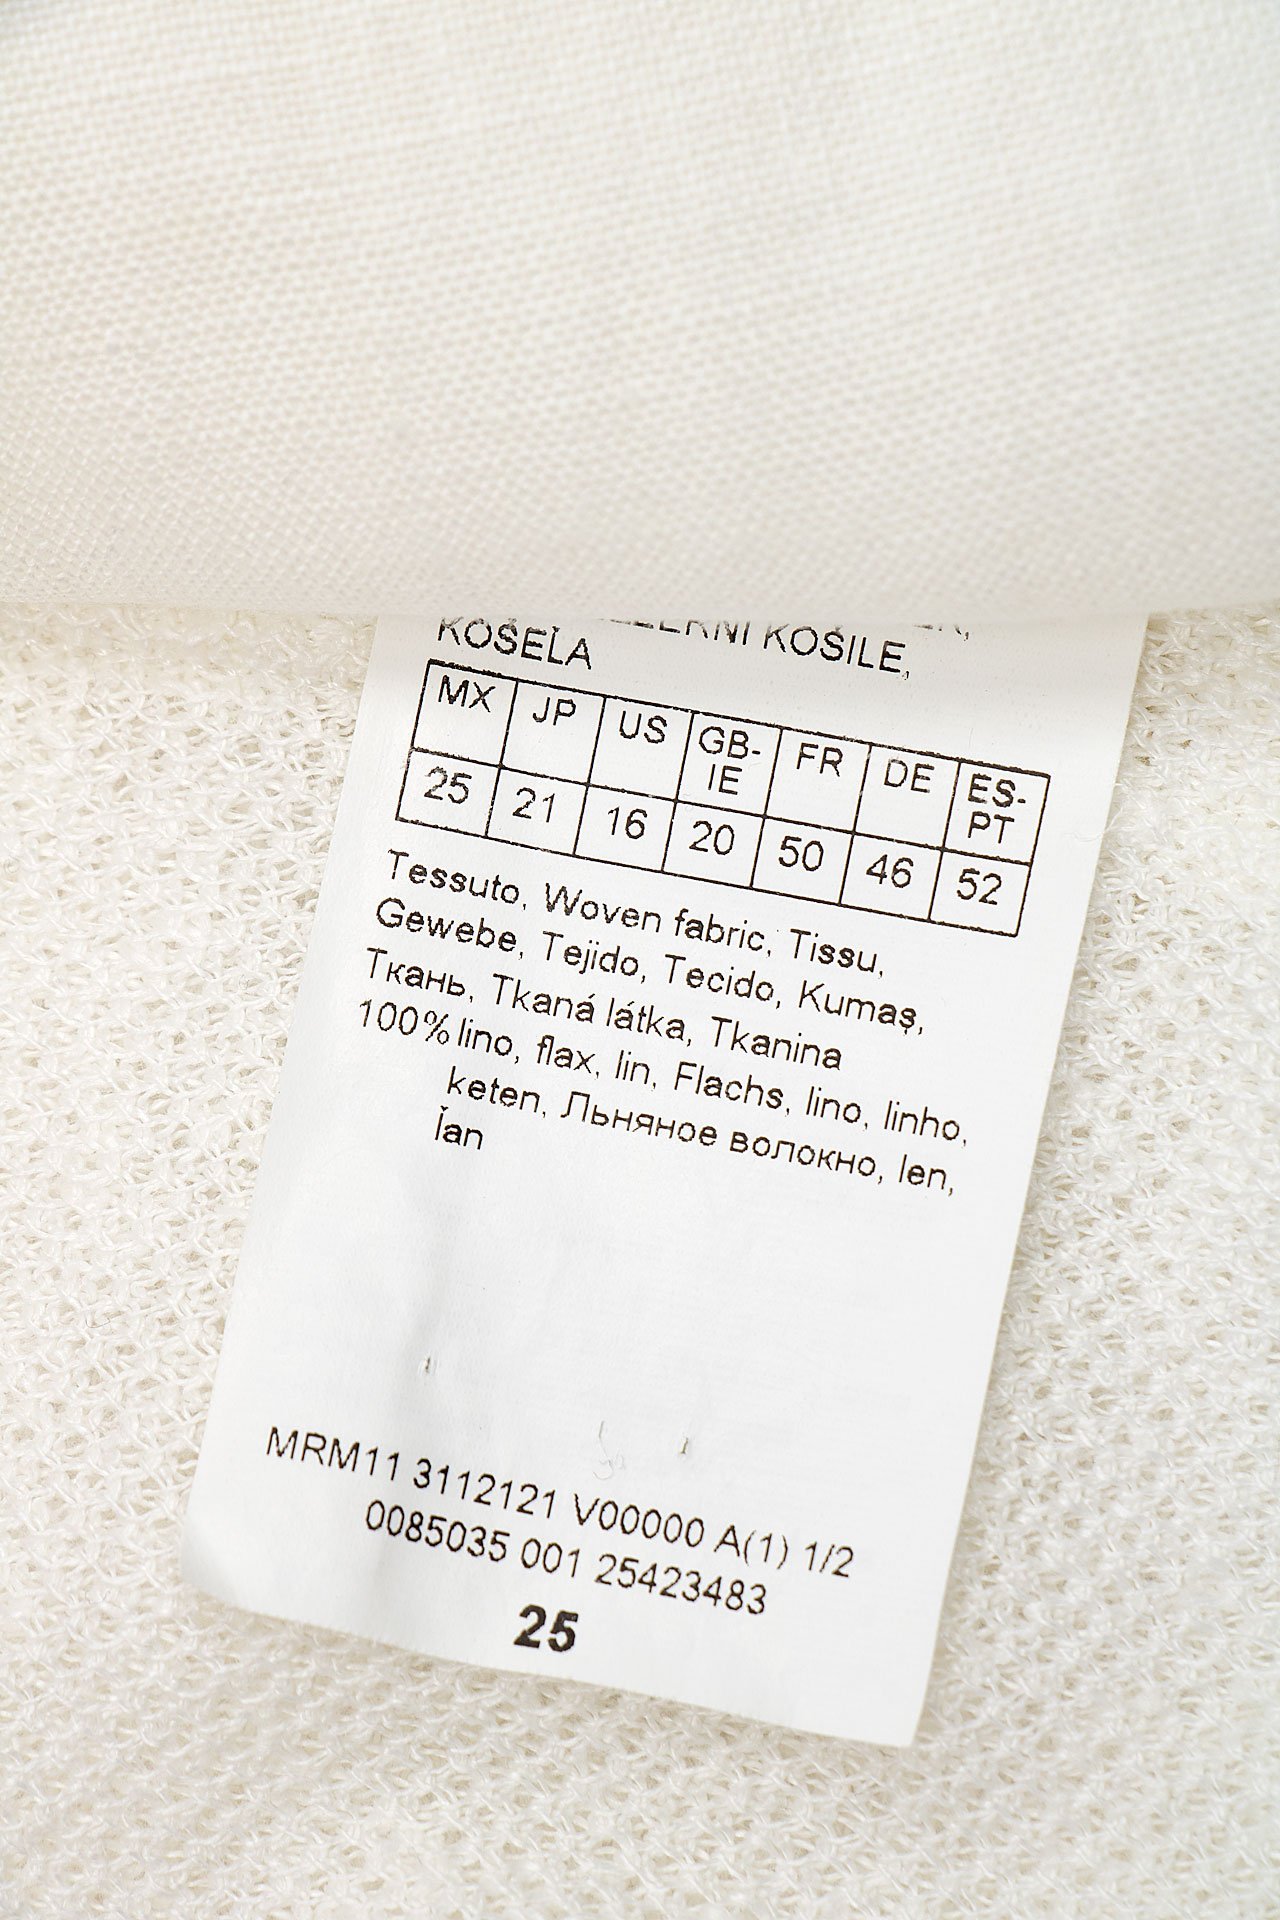 KOŠILE,
KOŠEĽA
MX JP US GB-IE FR DE ES-PT
25 21 16 20 50 46 52
Tessuto, Woven fabric, Tissu,
Gewebe, Tejido, Tecido, Kumaş,
Ткань, Tkaná látka, Tkanina
100% lino, flax, lin, Flachs, lino, linho,
keten, Льняное волокно, len,
ľan
MRM11 3112121 V00000 A(1) 1/2
0085035 001 25423483
25